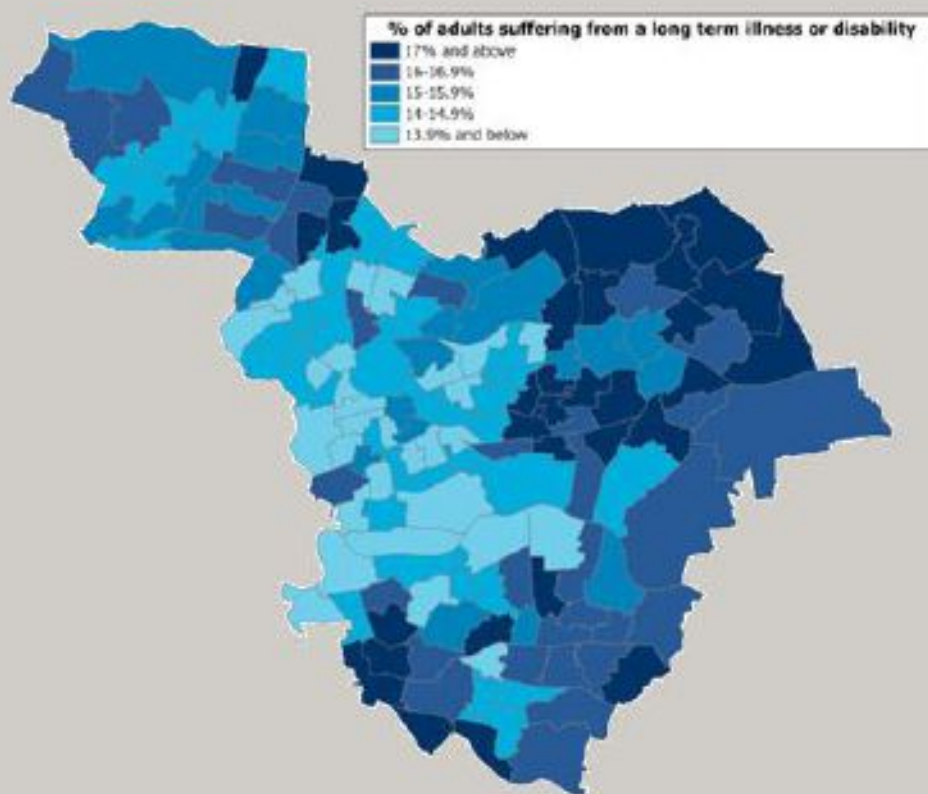 % of adults suffering from a long term illness or disability
17% and above
16-16.9%
15-15.9%
14-14.9%
13.9% and below